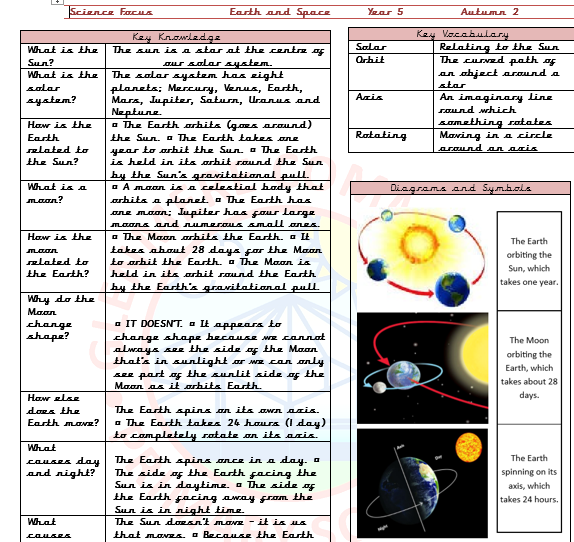 Science Focus Earth and Space Year 5 Autumn 2
Key Knowledge
What is the Sun?
The sun is a star at the centre of
our solar system.
What is the
solar
system?
The solar system has eight
planets; Mercury, Venus, Earth,
Mars, Jupiter, Saturn, Uranus and
Neptune.
How is the
Earth
related to
the Sun?
¤ The Earth orbits (goes around)
the Sun. ¤ The Earth takes one
year to orbit the Sun. ¤ The Earth
is held in its orbit round the Sun
by the Sun's gravitational pull.
What is a
moon?
¤ A moon is a celestial body that
orbits a planet. ¤ The Earth has
one moon; Jupiter has four large
moons and numerous small ones.
How is the
moon
related to
the Earth?
¤ The Moon orbits the Earth. ¤ It
takes about 28 days for the Moon
to orbit the Earth. ¤ The Moon is
held in its orbit round the Earth
by the Earth's gravitational pull.
Why do the
Moon
change
shape?
¤ IT DOESN'T. ¤ It appears to
change shape because we cannot
always see the side of the Moon
that's in sunlight or we can only
see part of the sunlit side of the
Moon as it orbits Earth.
How else
does the
Earth move?
The Earth spins on its own axis.
¤ The Earth takes 24 hours (1 day)
to completely rotate on its axis.
What
causes day
and night?
The Earth spins once in a day. ¤
The side of the Earth facing the
Sun is in daytime. ¤ The side of
the Earth facing away from the
Sun is in night time.
What
causes
The Sun doesn't move – it is us
that moves. ¤ Because the Earth
Key Vocabulary
Solar
Relating to the Sun
Orbit
The curved path of
an object around a
star
Axis
An imaginary line
round which
something rotates
Rotating
Moving in a circle
around an axis
Diagrams and Symbols
The Earth
orbiting the
Sun, which
takes one year.
The Moon
orbiting the
Earth, which
takes about 28
days.
Axis
Day
Night
The Earth
spinning on its
axis, which
takes 24 hours.